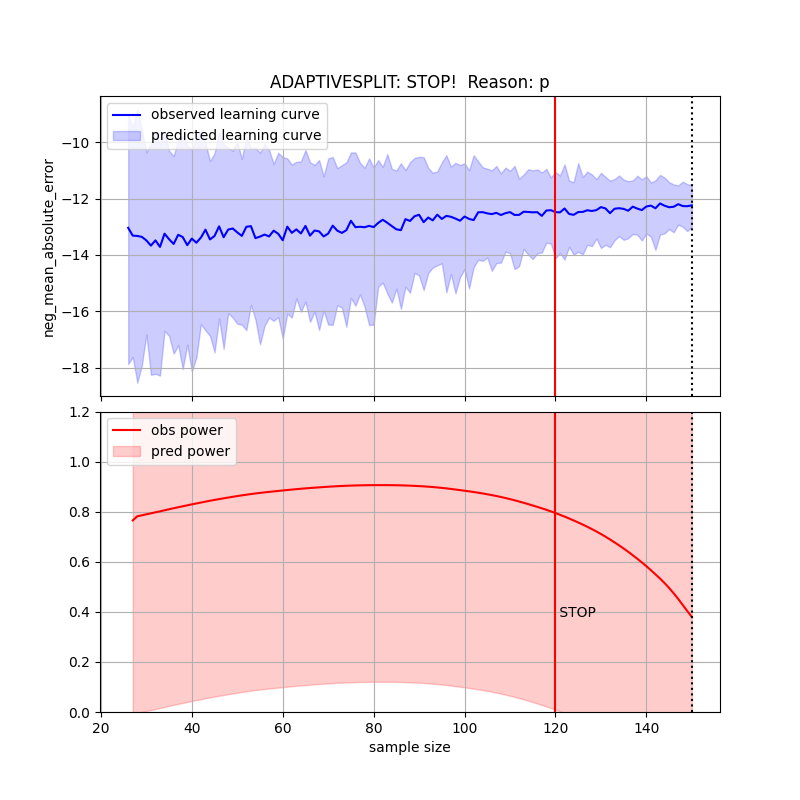 ADAPTIVESPLIT: STOP!  Reason: p
observed learning curve
predicted learning curve
neg_mean_absolute_error
−10
−12
−14
−16
−18
obs power
pred power
1.2
1.0
0.8
0.6
0.4
0.2
0.0
STOP
20 40 60 80 100 120 140
sample size